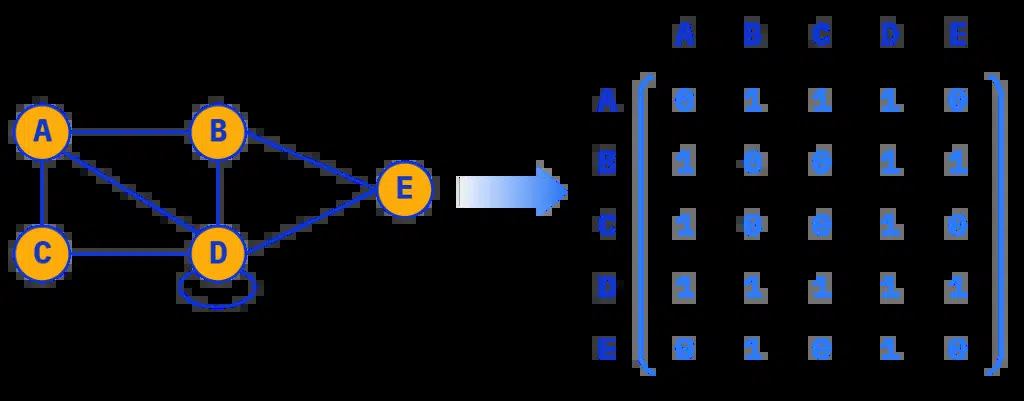 A B
E
C D
A B C D E
A 0 1 1 1 0
B 1 0 0 1 1
C 1 0 0 1 0
D 1 1 1 1 1
E 0 1 0 1 0